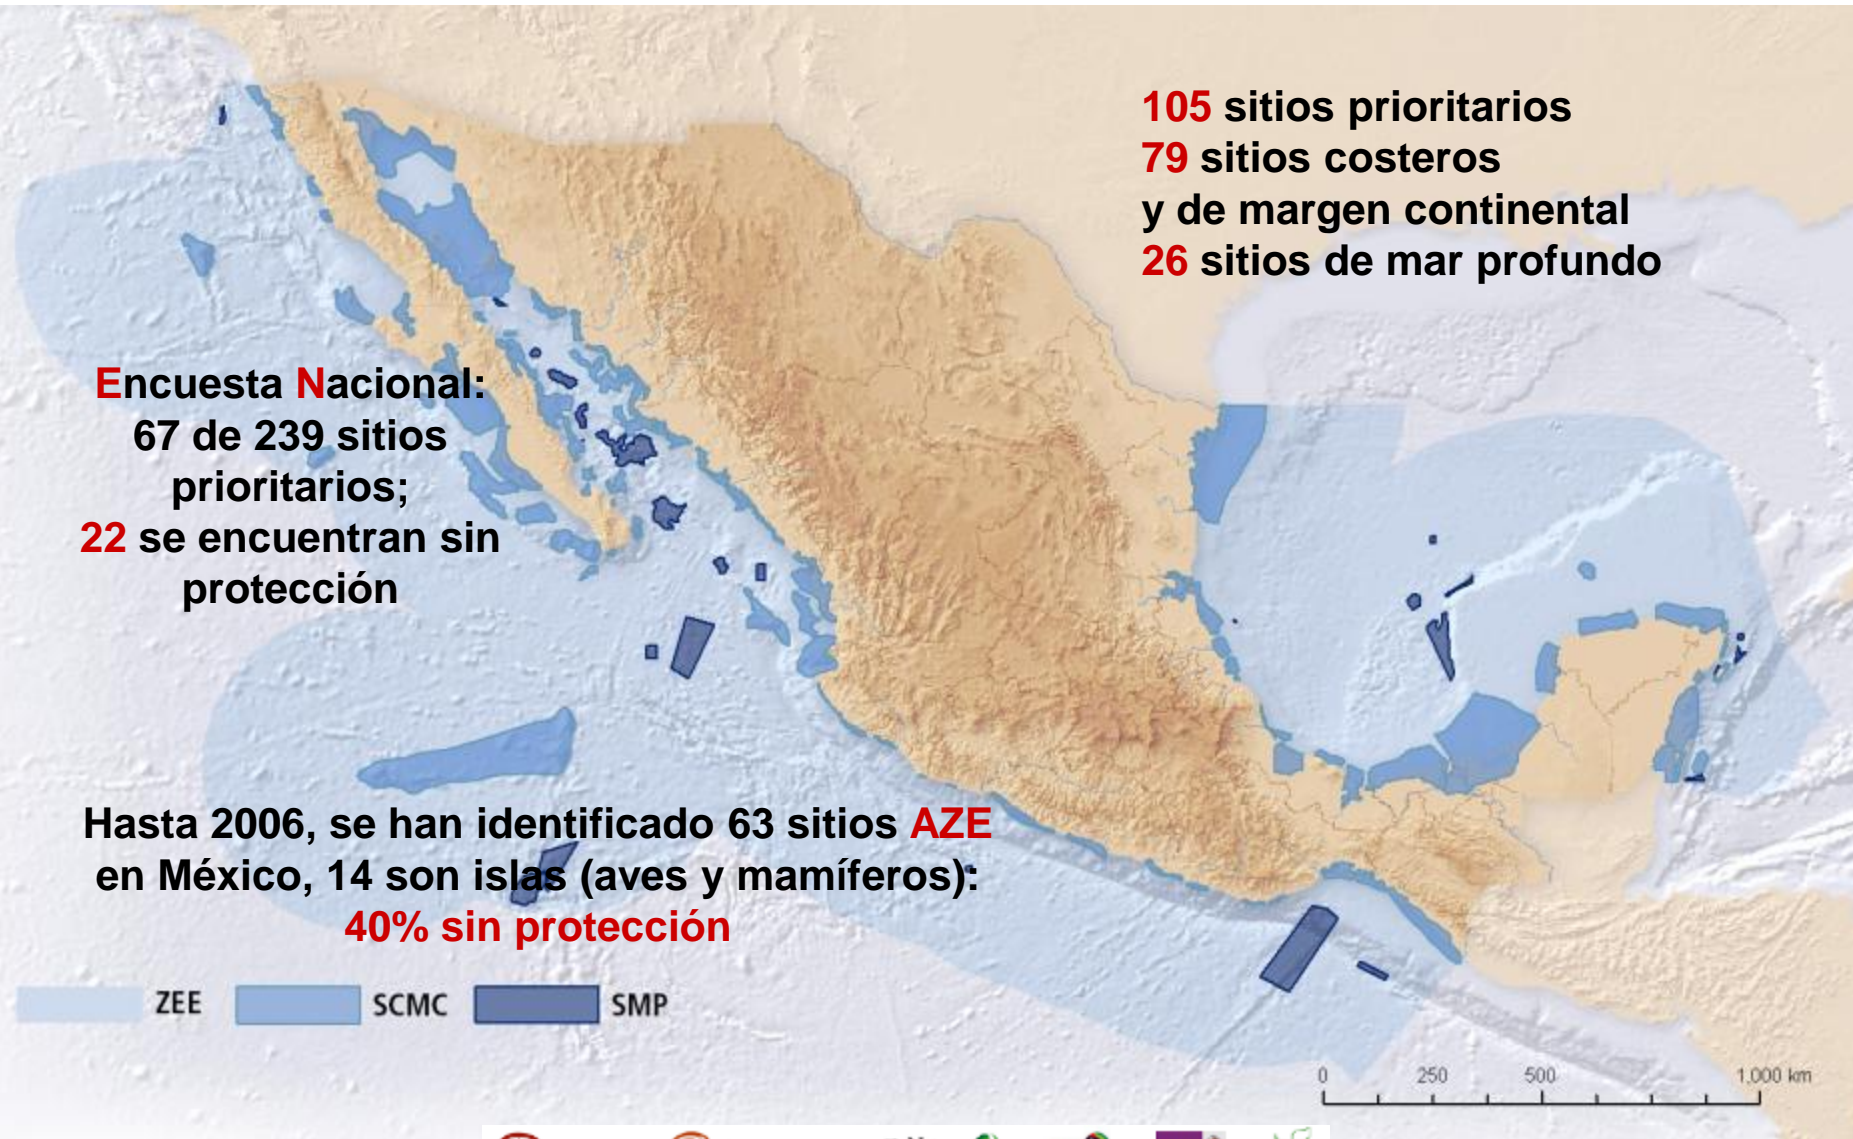 105 sitios prioritarios
79 sitios costeros
y de margen continental
26 sitios de mar profundo
Encuesta Nacional:
67 de 239 sitios
prioritarios;
22 se encuentran sin
protección
Hasta 2006, se han identificado 63 sitios AZE
en México, 14 son islas (aves y mamíferos):
40% sin protección
ZEE SCMC SMP
0 250 500 1,000 km